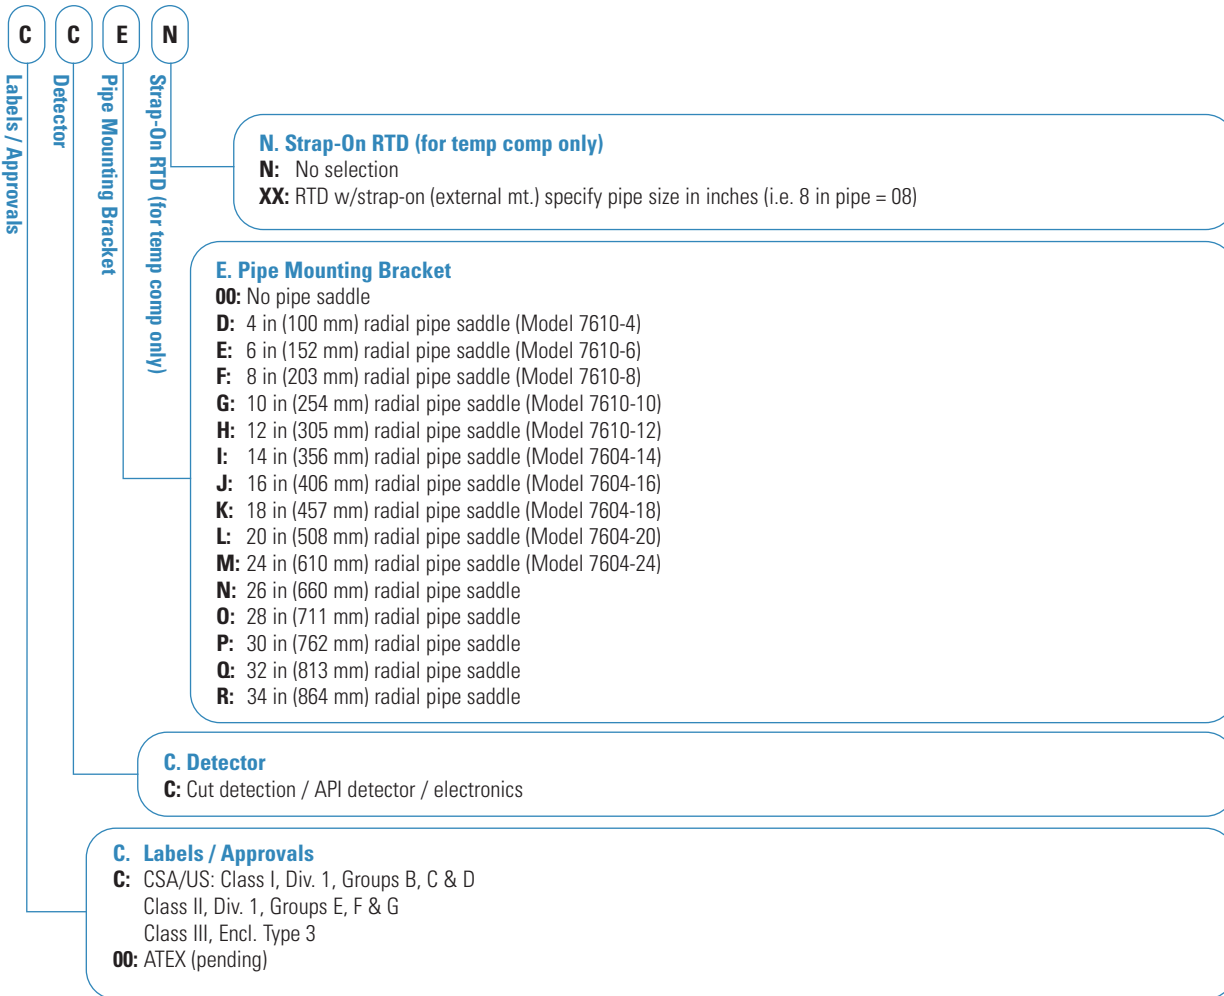 C C E N
Labels / Approvals
Detector
Pipe Mounting Bracket
Strap-On RTD (for temp comp only)
N. Strap-On RTD (for temp comp only)
N: No selection
XX: RTD w/strap-on (external mt.) specify pipe size in inches (i.e. 8 in pipe = 08)
E. Pipe Mounting Bracket
00: No pipe saddle
D: 4 in (100 mm) radial pipe saddle (Model 7610-4)
E: 6 in (152 mm) radial pipe saddle (Model 7610-6)
F: 8 in (203 mm) radial pipe saddle (Model 7610-8)
G: 10 in (254 mm) radial pipe saddle (Model 7610-10)
H: 12 in (305 mm) radial pipe saddle (Model 7610-12)
I: 14 in (356 mm) radial pipe saddle (Model 7604-14)
J: 16 in (406 mm) radial pipe saddle (Model 7604-16)
K: 18 in (457 mm) radial pipe saddle (Model 7604-18)
L: 20 in (508 mm) radial pipe saddle (Model 7604-20)
M: 24 in (610 mm) radial pipe saddle (Model 7604-24)
N: 26 in (660 mm) radial pipe saddle
O: 28 in (711 mm) radial pipe saddle
P: 30 in (762 mm) radial pipe saddle
Q: 32 in (813 mm) radial pipe saddle
R: 34 in (864 mm) radial pipe saddle
C. Detector
C: Cut detection / API detector / electronics
C. Labels / Approvals
C: CSA/US: Class I, Div. 1, Groups B, C & D
Class II, Div. 1, Groups E, F & G
Class III, Encl. Type 3
00: ATEX (pending)